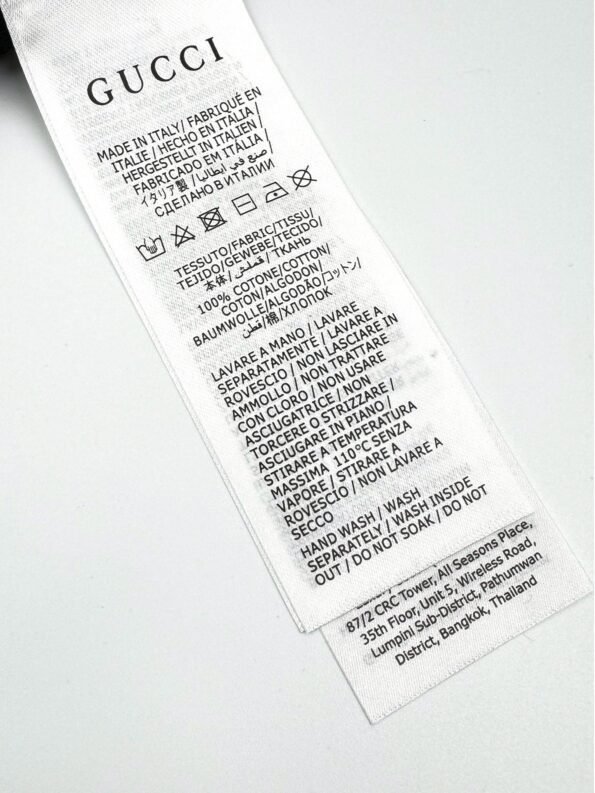 GUCCI
MADE IN ITALY/ FABRIQUÉ EN
ITALIE / HECHO EN ITALIA /
HERGESTELLT IN ITALIEN /
FABRICADO EM ITÁLIA /
イタリア製 / صنع في ايطاليا /
СДЕЛАНО В ИТАЛИИ
TESSUTO/FABRIC/TISSU/
TEJIDO/GEWEBE/TECIDO/
本体/ قماش / ТКАНЬ
100% COTONE/COTTON/
COTON/ALGODON/
BAUMWOLLE/ALGODÃO/コットン/
قطن/棉/ХЛОПОК
LAVARE A MANO / LAVARE
SEPARATAMENTE / LAVARE A
ROVESCIO / NON LASCIARE IN
AMMOLLO / NON TRATTARE
CON CLORO / NON USARE
ASCIUGATRICE / NON
TORCERE O STRIZZARE /
ASCIUGARE IN PIANO /
STIRARE A TEMPERATURA
MASSIMA 110°C SENZA
VAPORE / STIRARE A
ROVESCIO / NON LAVARE A
SECCO
HAND WASH / WASH
SEPARATELY / WASH INSIDE
OUT / DO NOT SOAK / DO NOT
87/2 CRC Tower, All Seasons Place,
35th Floor, Unit 5, Wireless Road,
Lumpini Sub-District, Pathumwan
District, Bangkok, Thailand